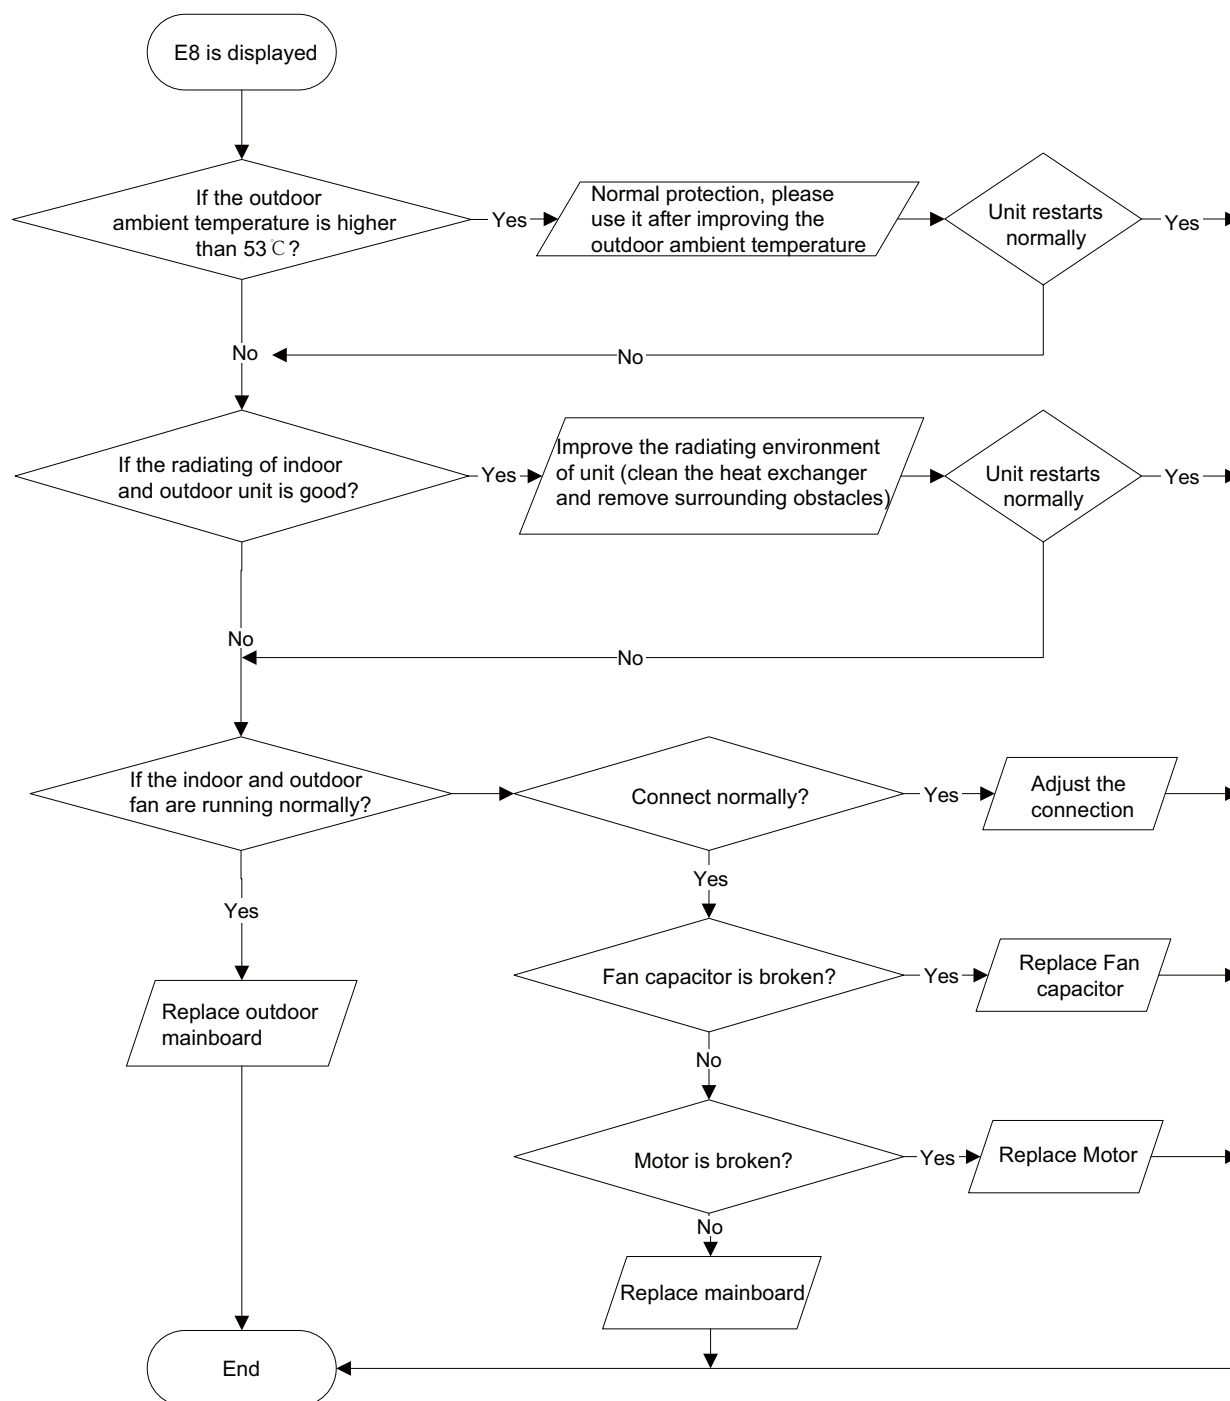 E8 is displayed
If the outdoor
ambient temperature is higher
than 53℃?
Yes
Normal protection, please
use it after improving the
outdoor ambient temperature
Unit restarts
normally
Yes
No
No
If the radiating of indoor
and outdoor unit is good?
Yes
Improve the radiating environment
of unit (clean the heat exchanger
and remove surrounding obstacles)
Unit restarts
normally
Yes
No
No
If the indoor and outdoor
fan are running normally?
Connect normally?
Yes
Adjust the
connection
Yes
Yes
Fan capacitor is broken?
Yes
Replace Fan
capacitor
Replace outdoor
mainboard
No
Motor is broken?
Yes
Replace Motor
No
Replace mainboard
End